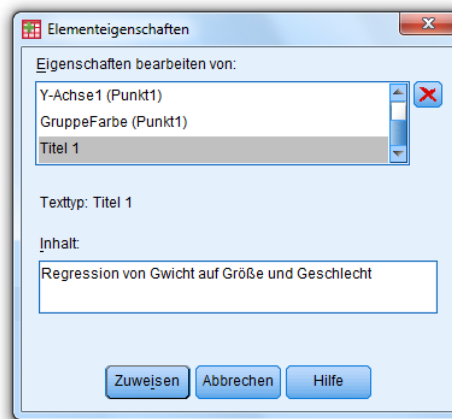 Elementeigenschaften
Eigenschaften bearbeiten von:
Y-Achse1 (Punkt1)
GruppeFarbe (Punkt1)
Titel 1
Texttyp: Titel 1
Inhalt:
Regression von Gwicht auf Größe und Geschlecht
Zuweisen Abbrechen Hilfe